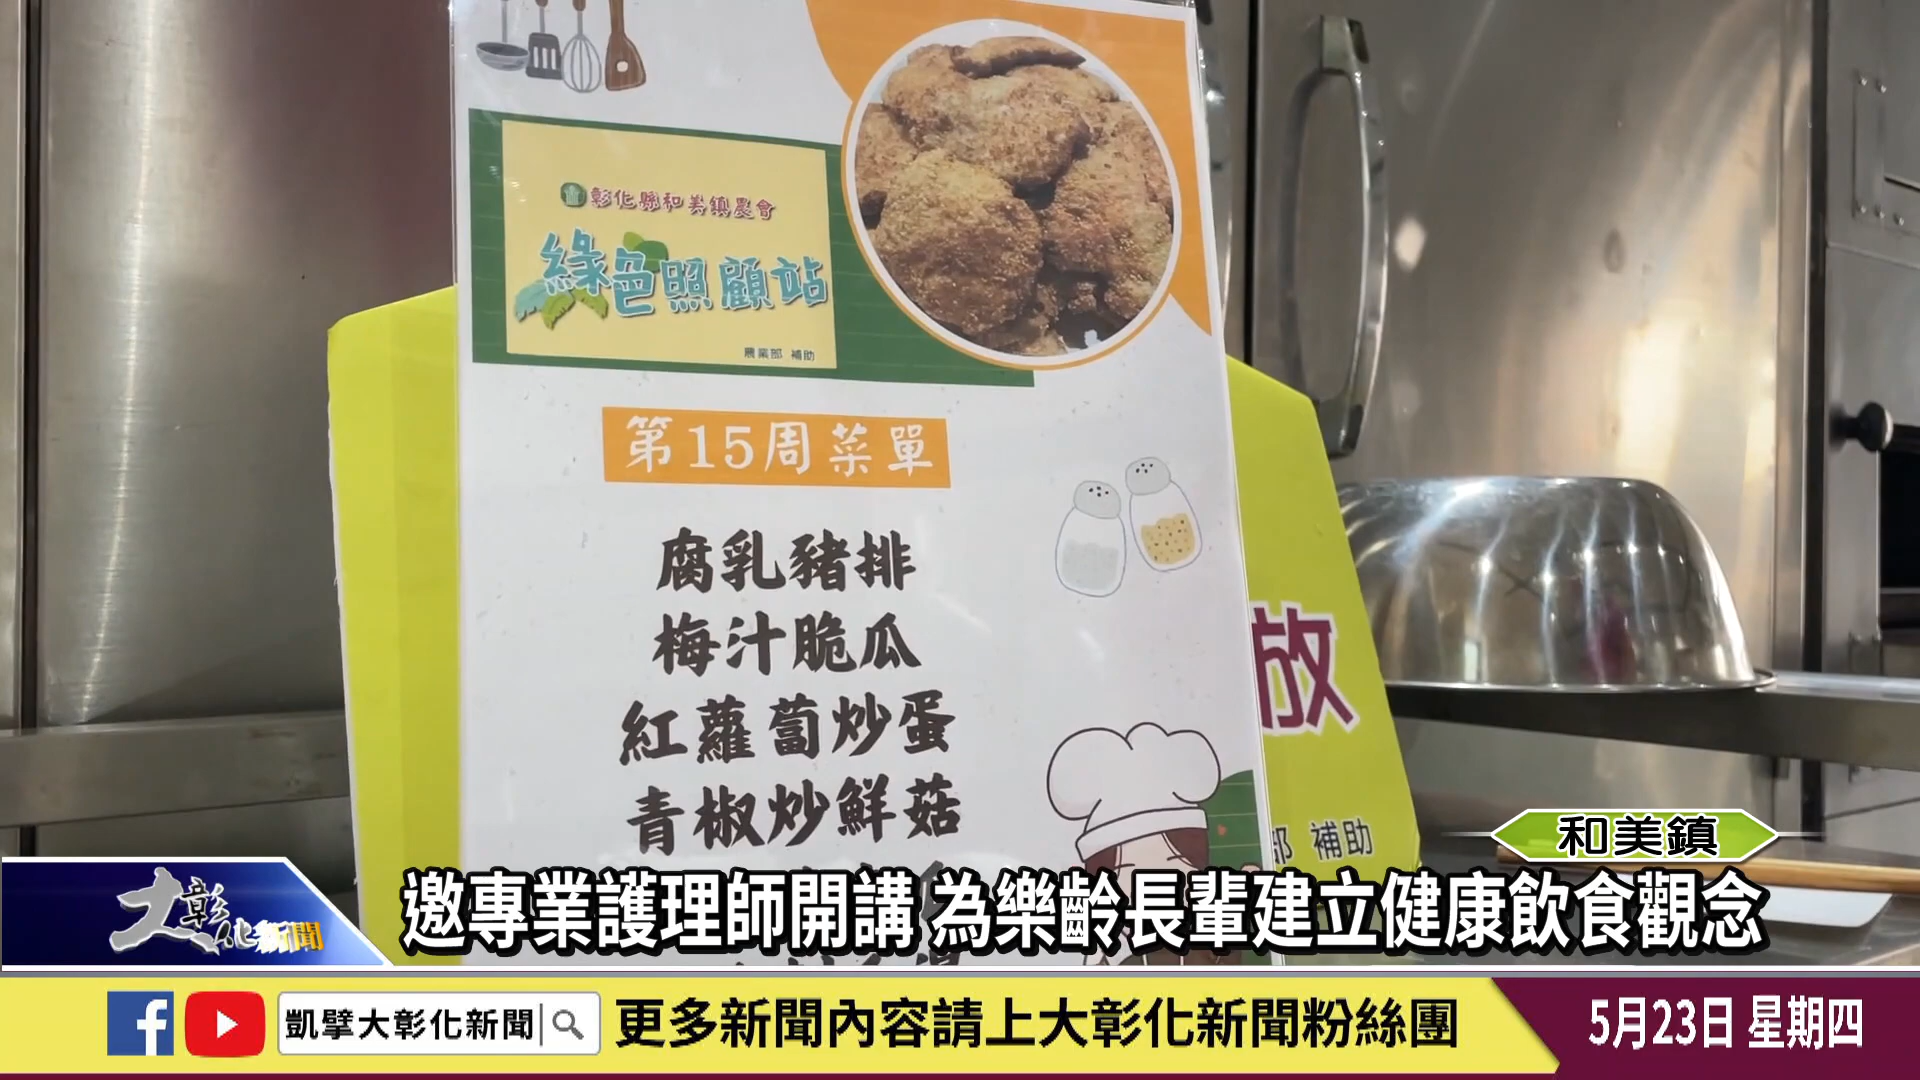 彰化縣和美鎮農會
綠色照顧站
農業部 補助
第15周菜單
腐乳豬排
梅汁脆瓜
紅蘿蔔炒蛋
青椒炒鮮菇
放
部 補助
和美鎮
大彰化新聞
邀專業護理師開講 為樂齡長輩建立健康飲食觀念
凱擘大彰化新聞
更多新聞內容請上大彰化新聞粉絲團
5月23日 星期四